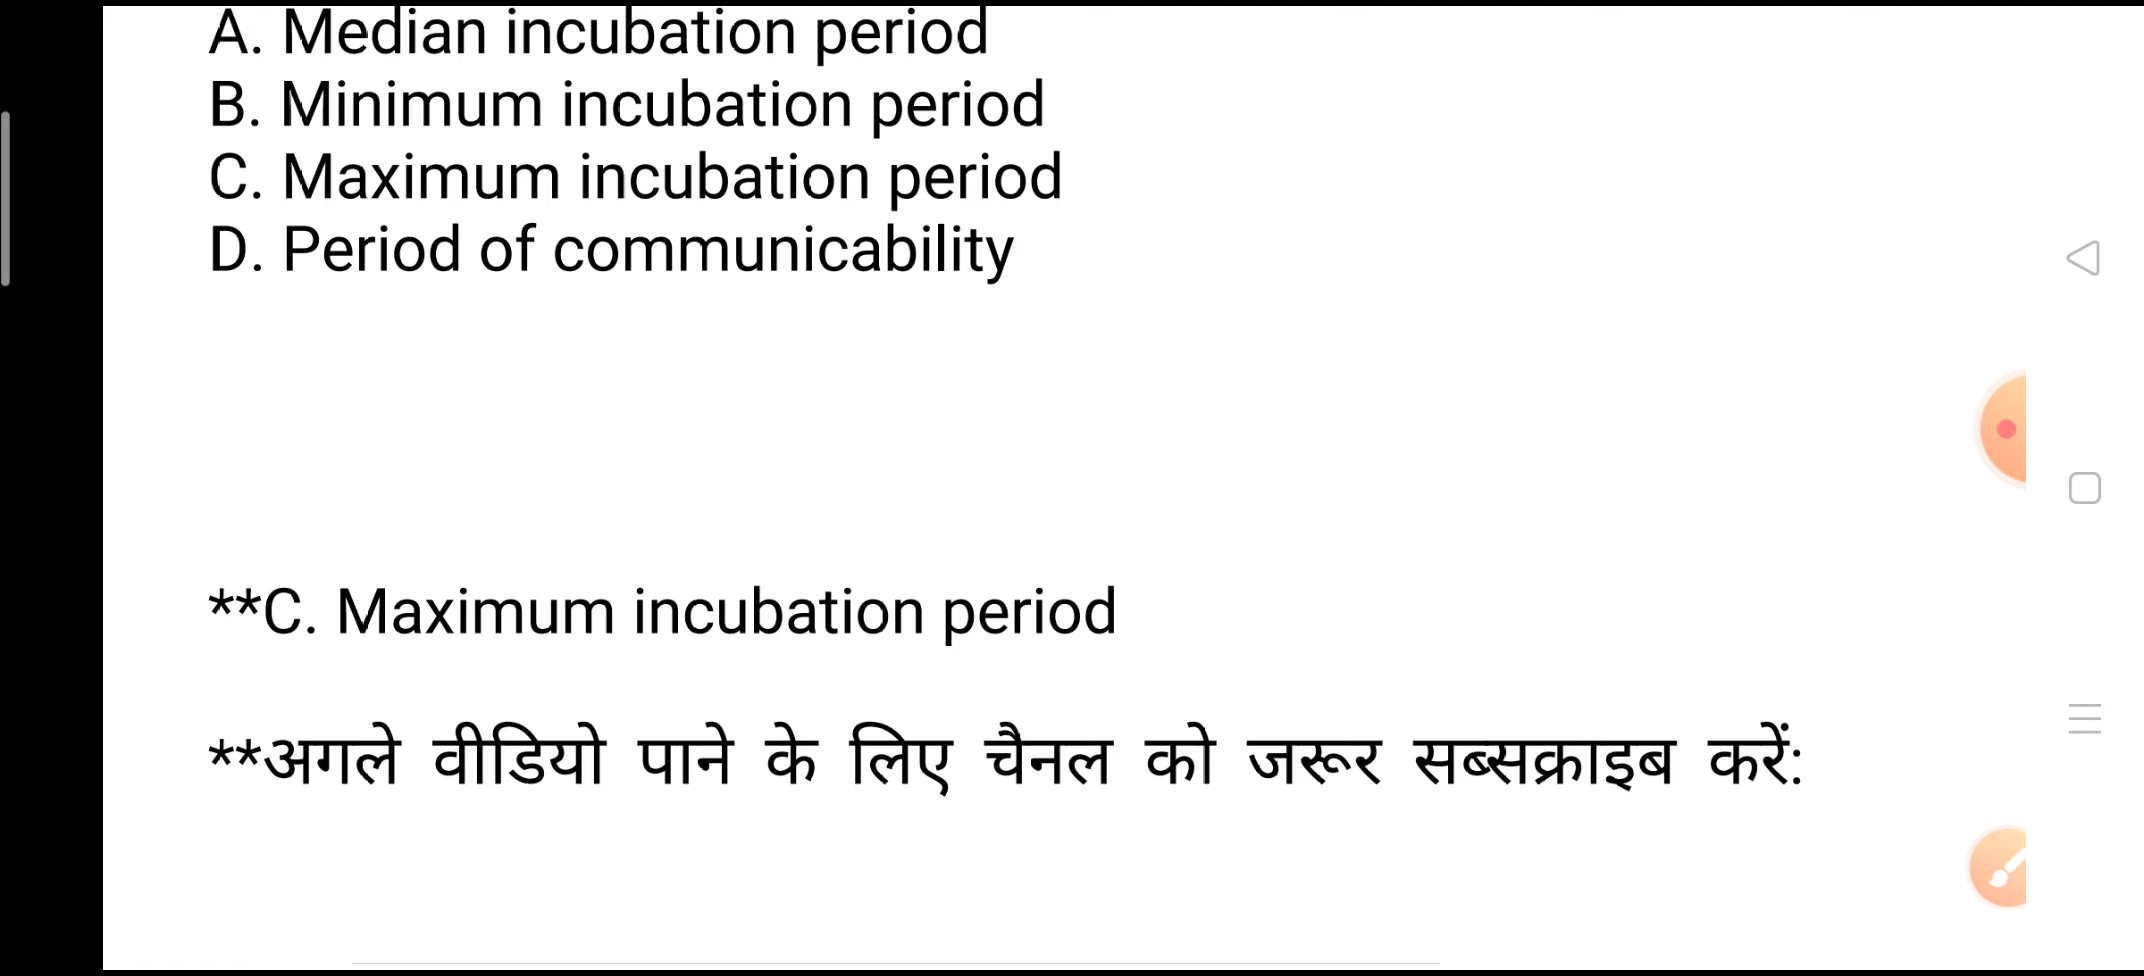 A. Median incubation period
B. Minimum incubation period
C. Maximum incubation period
D. Period of communicability
**C. Maximum incubation period
**अगले वीडियो पाने के लिए चैनल को जरूर सब्सक्राइब करें: